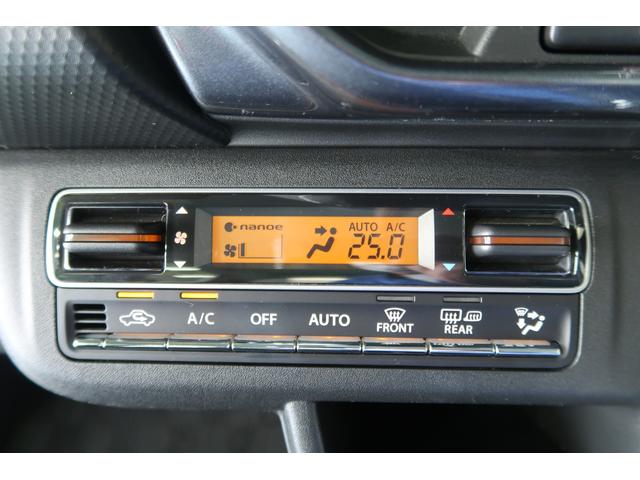 nanoe
AUTO A/C
25.0
A/C OFF AUTO FRONT REAR